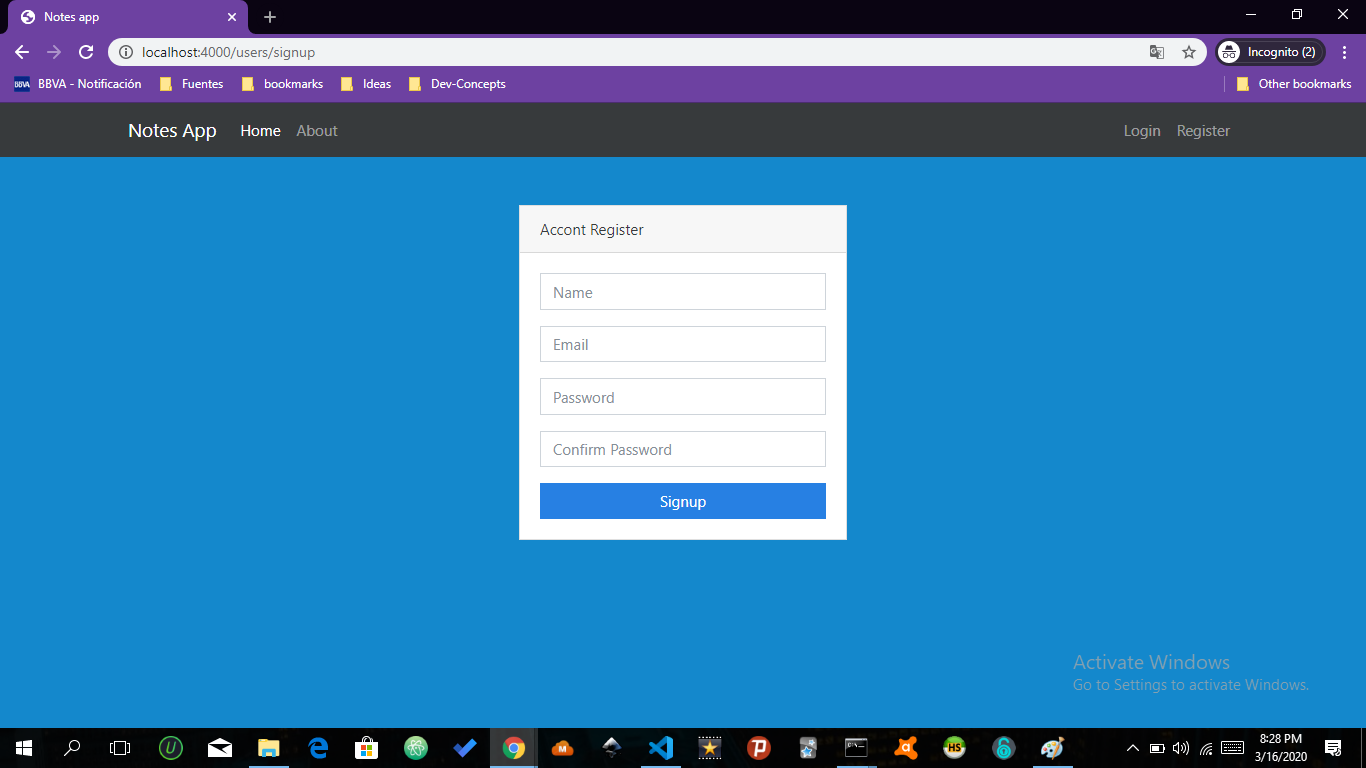 Notes app
localhost:4000/users/signup
Incognito (2)
BBVA BBVA - Notificación Fuentes bookmarks Ideas Dev-Concepts Other bookmarks
Notes App Home About Login Register
Accont Register
Name
Email
Password
Confirm Password
Signup
Activate Windows
Go to Settings to activate Windows.
8:28 PM
3/16/2020